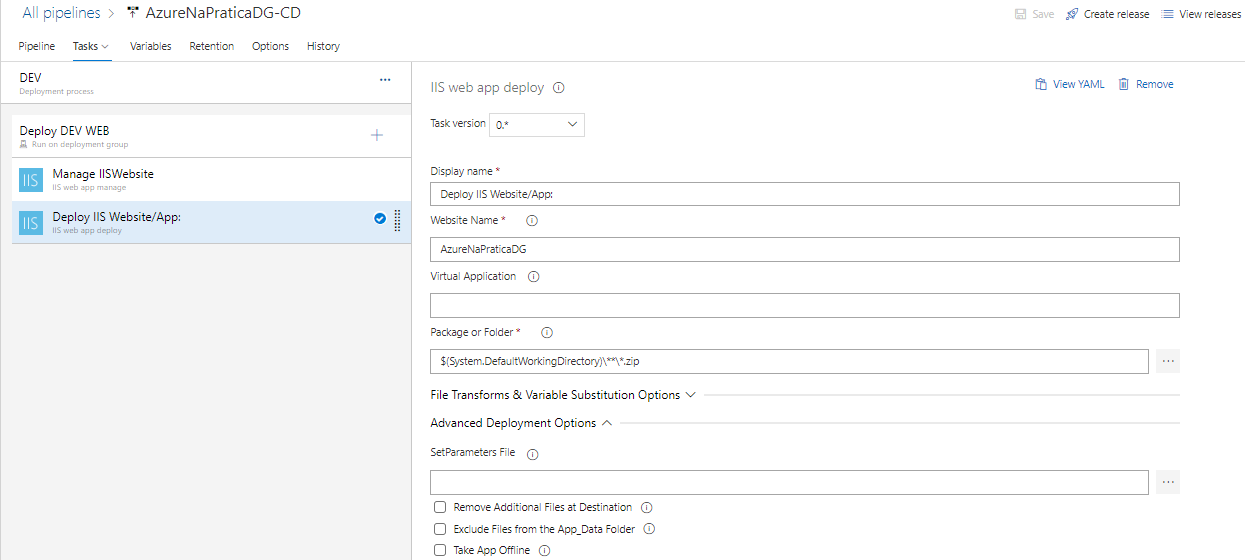 All pipelines > AzureNaPraticaDG-CD
Save Create release View releases
Pipeline Tasks Variables Retention Options History
DEV
Deployment process
...
Deploy DEV WEB
Run on deployment group
+
IIS
Manage IISWebsite
IIS web app manage
IIS
Deploy IIS Website/App:
IIS web app deploy
IIS web app deploy
View YAML Remove
Task version 0.*
Display name *
Deploy IIS Website/App:
Website Name *
AzureNaPraticaDG
Virtual Application
Package or Folder *
$(System.DefaultWorkingDirectory)\**\*.zip
...
File Transforms & Variable Substitution Options
Advanced Deployment Options
SetParameters File
...
Remove Additional Files at Destination
Exclude Files from the App_Data Folder
Take App Offline